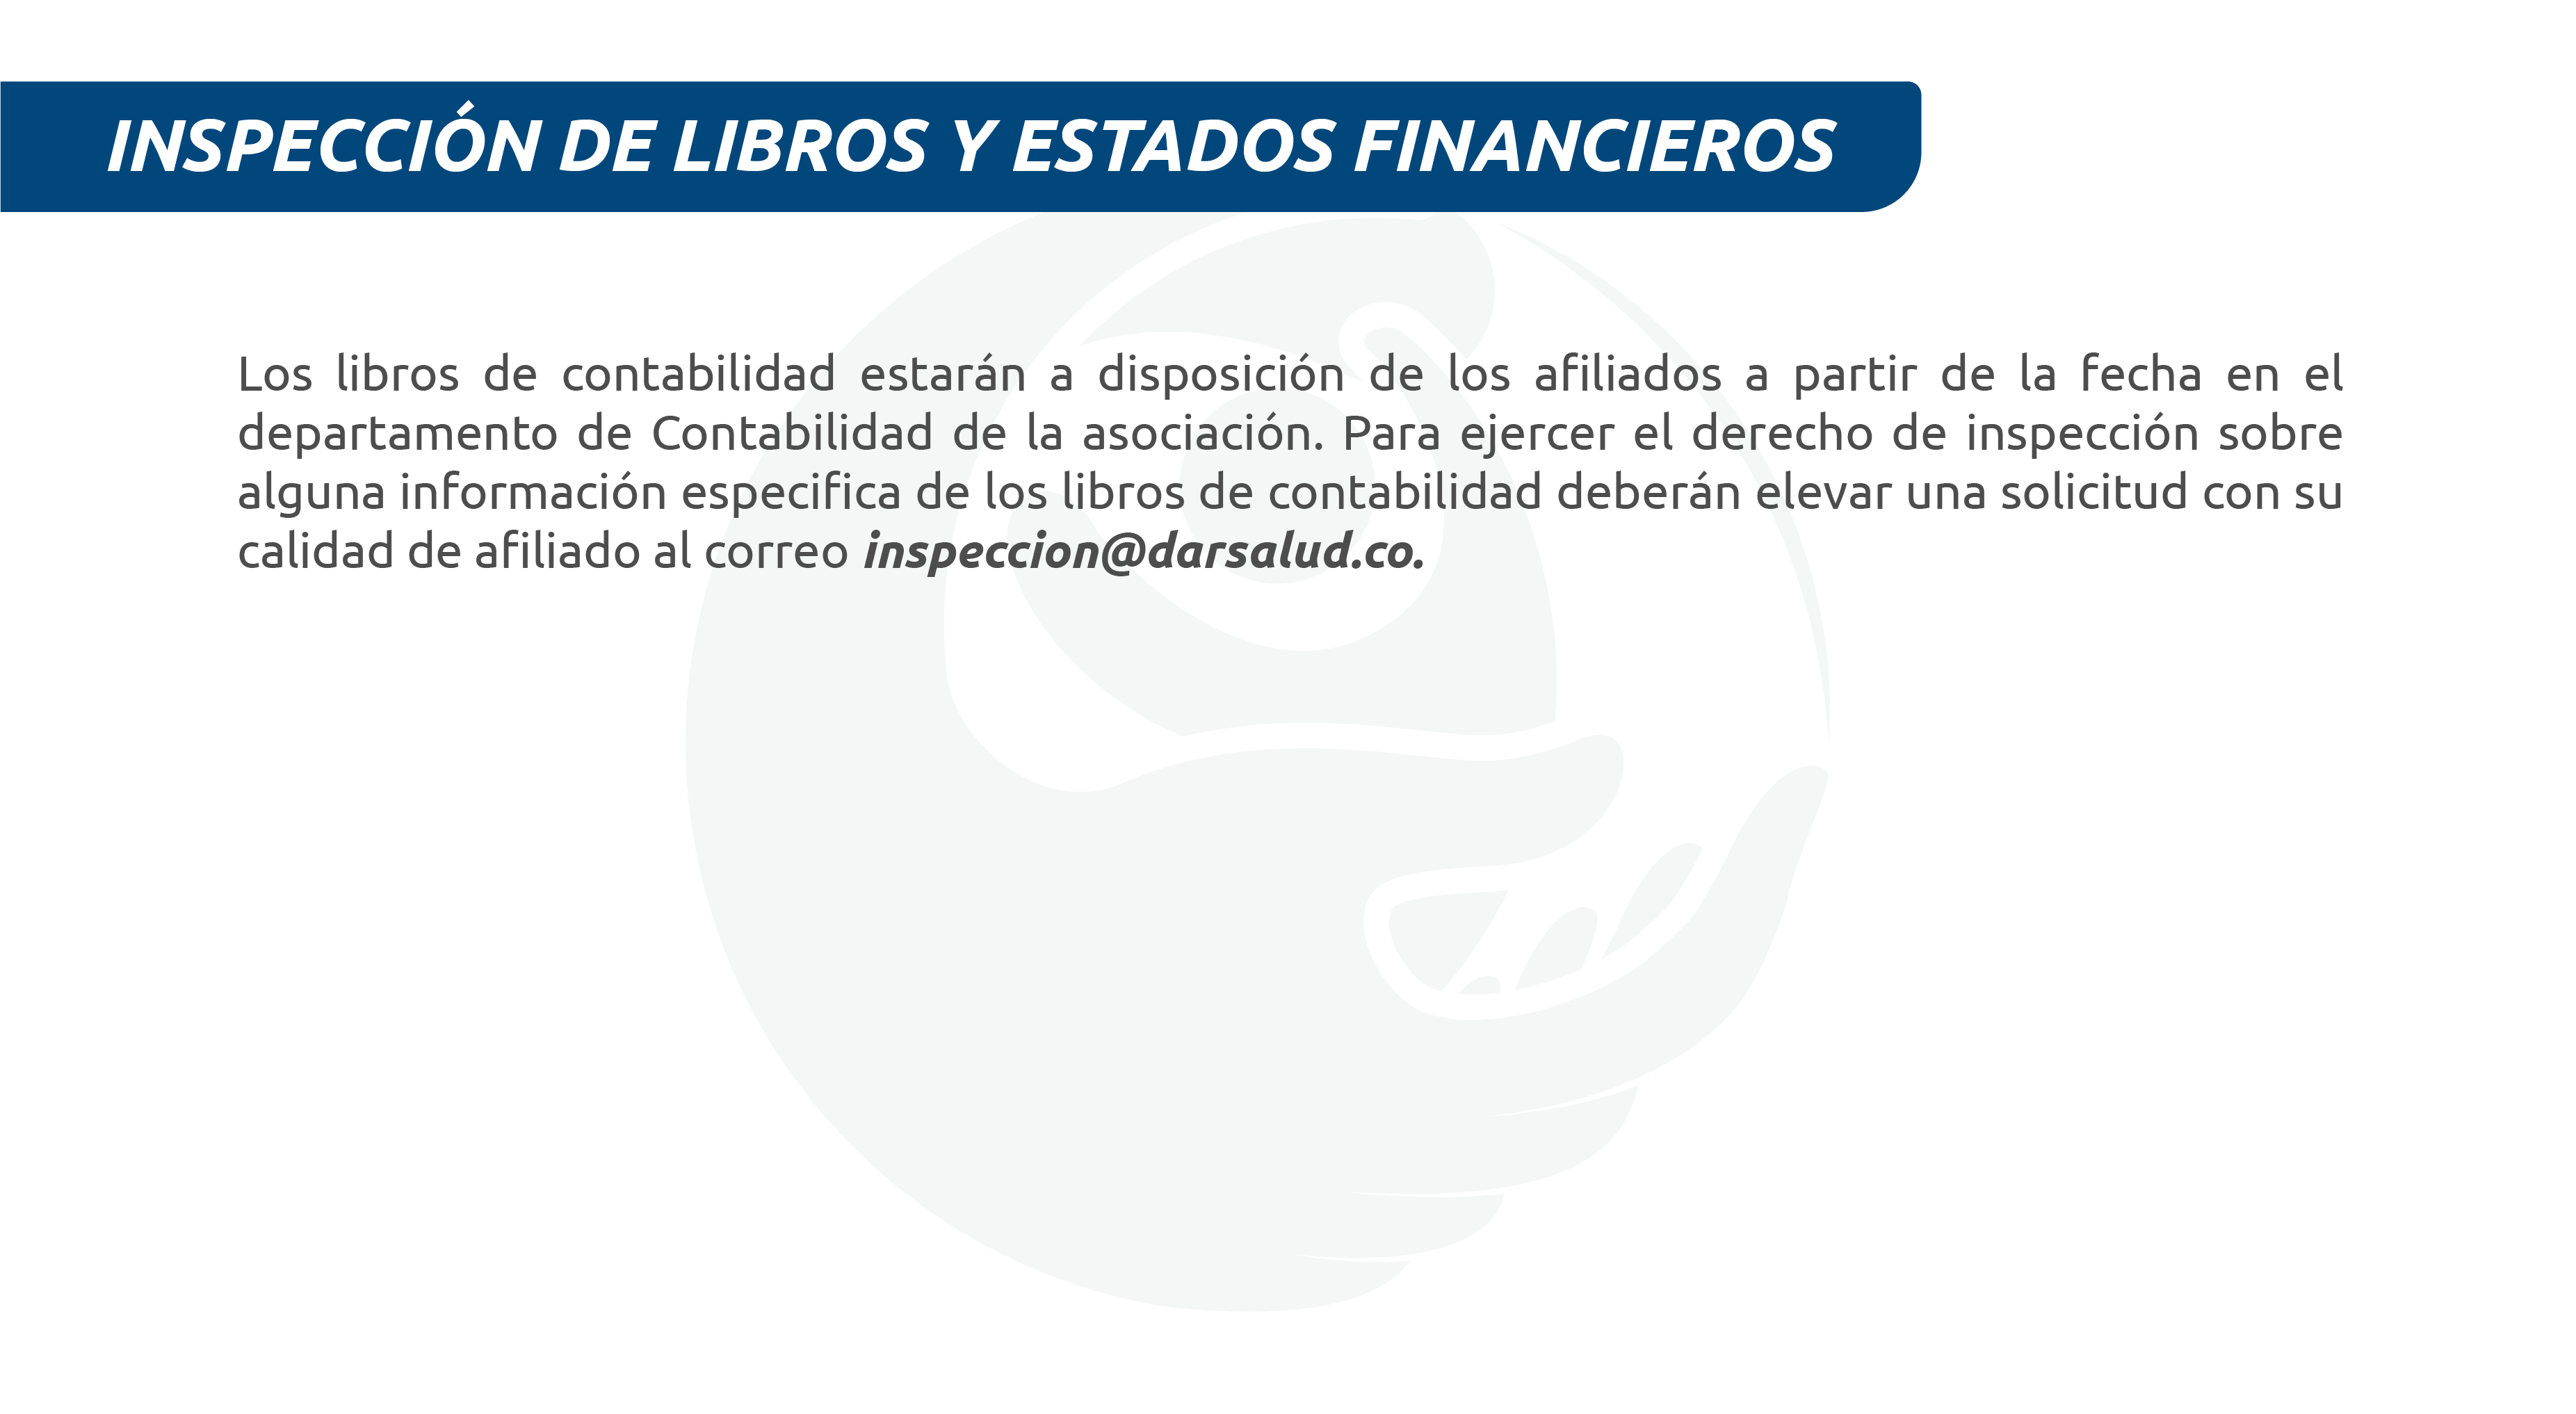 INSPECCIÓN DE LIBROS Y ESTADOS FINANCIEROS
Los libros de contabilidad estarán a disposición de los afiliados a partir de la fecha en el
departamento de Contabilidad de la asociación. Para ejercer el derecho de inspección sobre
alguna información especifica de los libros de contabilidad deberán elevar una solicitud con su
calidad de afiliado al correo inspeccion@darsalud.co.